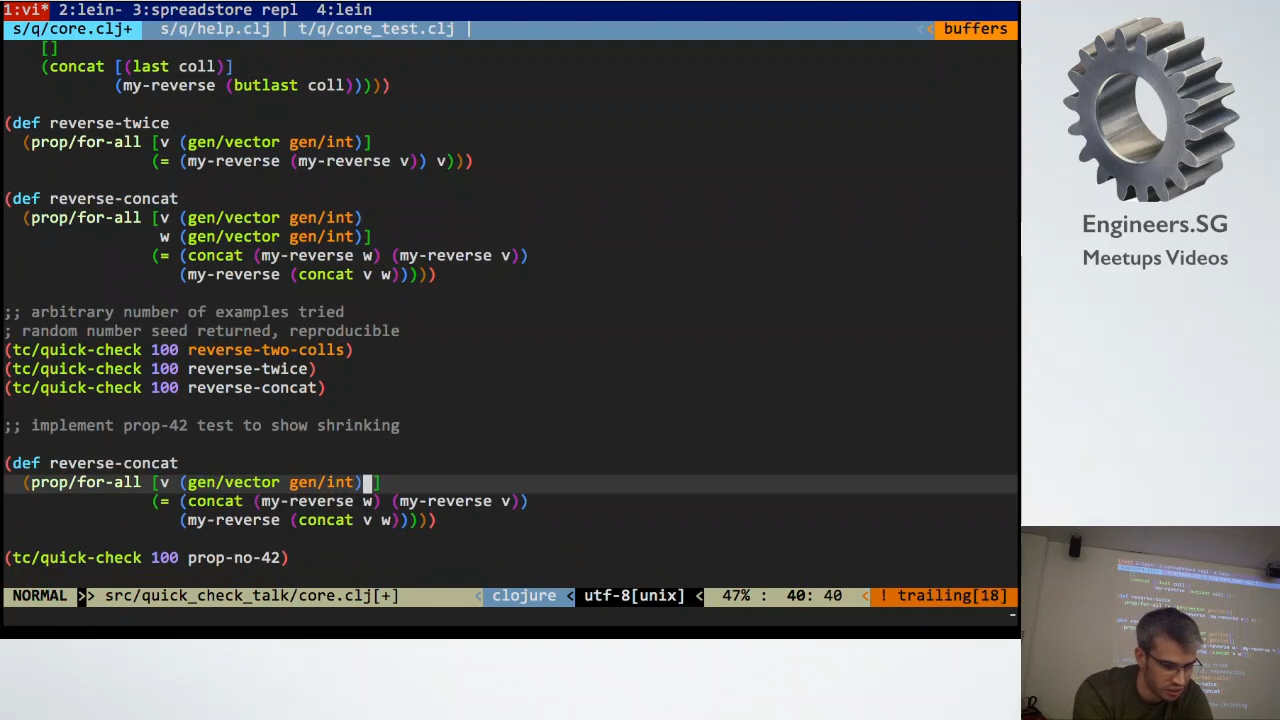 1:vi* 2:lein- 3:spreadstore repl 4:lein
s/q/core.clj+ s/q/help.clj | t/q/core_test.clj | buffers
[]
(concat [(last coll)]
(my-reverse (butlast coll)))))
(def reverse-twice
(prop/for-all [v (gen/vector gen/int)]
(= (my-reverse (my-reverse v)) v)))
(def reverse-concat
(prop/for-all [v (gen/vector gen/int)
w (gen/vector gen/int)]
(= (concat (my-reverse w) (my-reverse v))
(my-reverse (concat v w)))))
;; arbitrary number of examples tried
; random number seed returned, reproducible
(tc/quick-check 100 reverse-two-colls)
(tc/quick-check 100 reverse-twice)
(tc/quick-check 100 reverse-concat)
;; implement prop-42 test to show shrinking
(def reverse-concat
(prop/for-all [v (gen/vector gen/int) ]
(= (concat (my-reverse w) (my-reverse v))
(my-reverse (concat v w)))))
(tc/quick-check 100 prop-no-42)
NORMAL >> src/quick_check_talk/core.clj[+] < clojure < utf-8[unix] < 47% : 40: 40 < ! trailing[18]
Engineers.SG
Meetups Videos